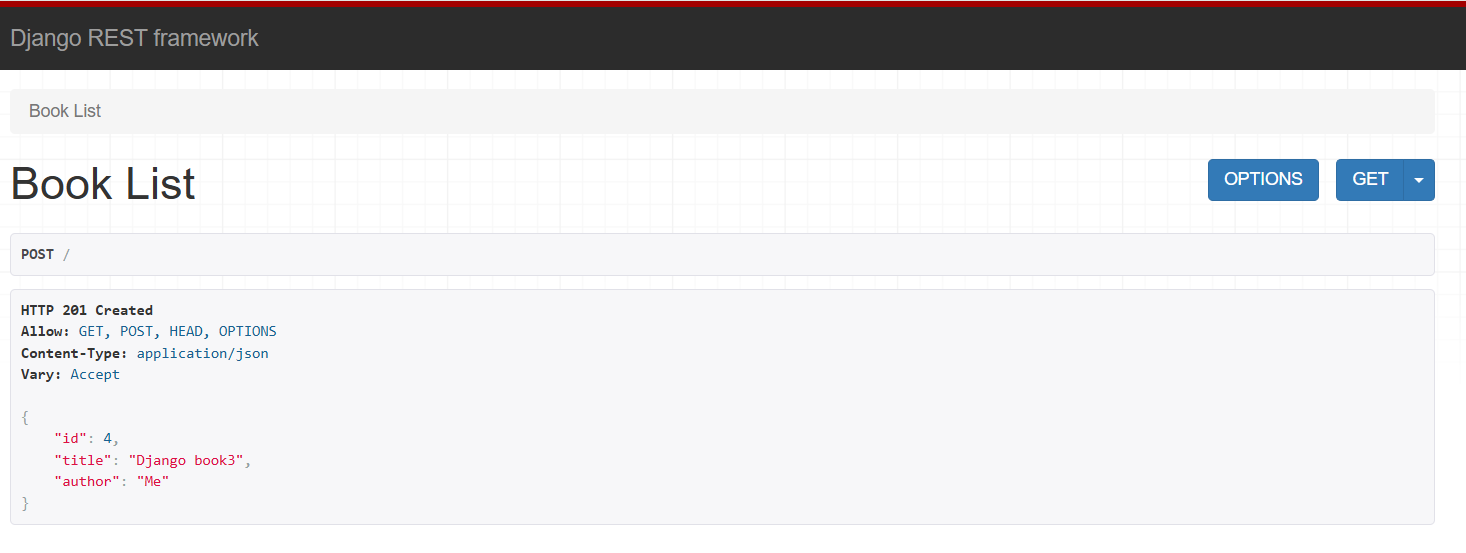 Django REST framework
Book List
Book List
OPTIONS
GET
POST /
HTTP 201 Created
Allow: GET, POST, HEAD, OPTIONS
Content-Type: application/json
Vary: Accept
{
    "id": 4,
    "title": "Django book3",
    "author": "Me"
}